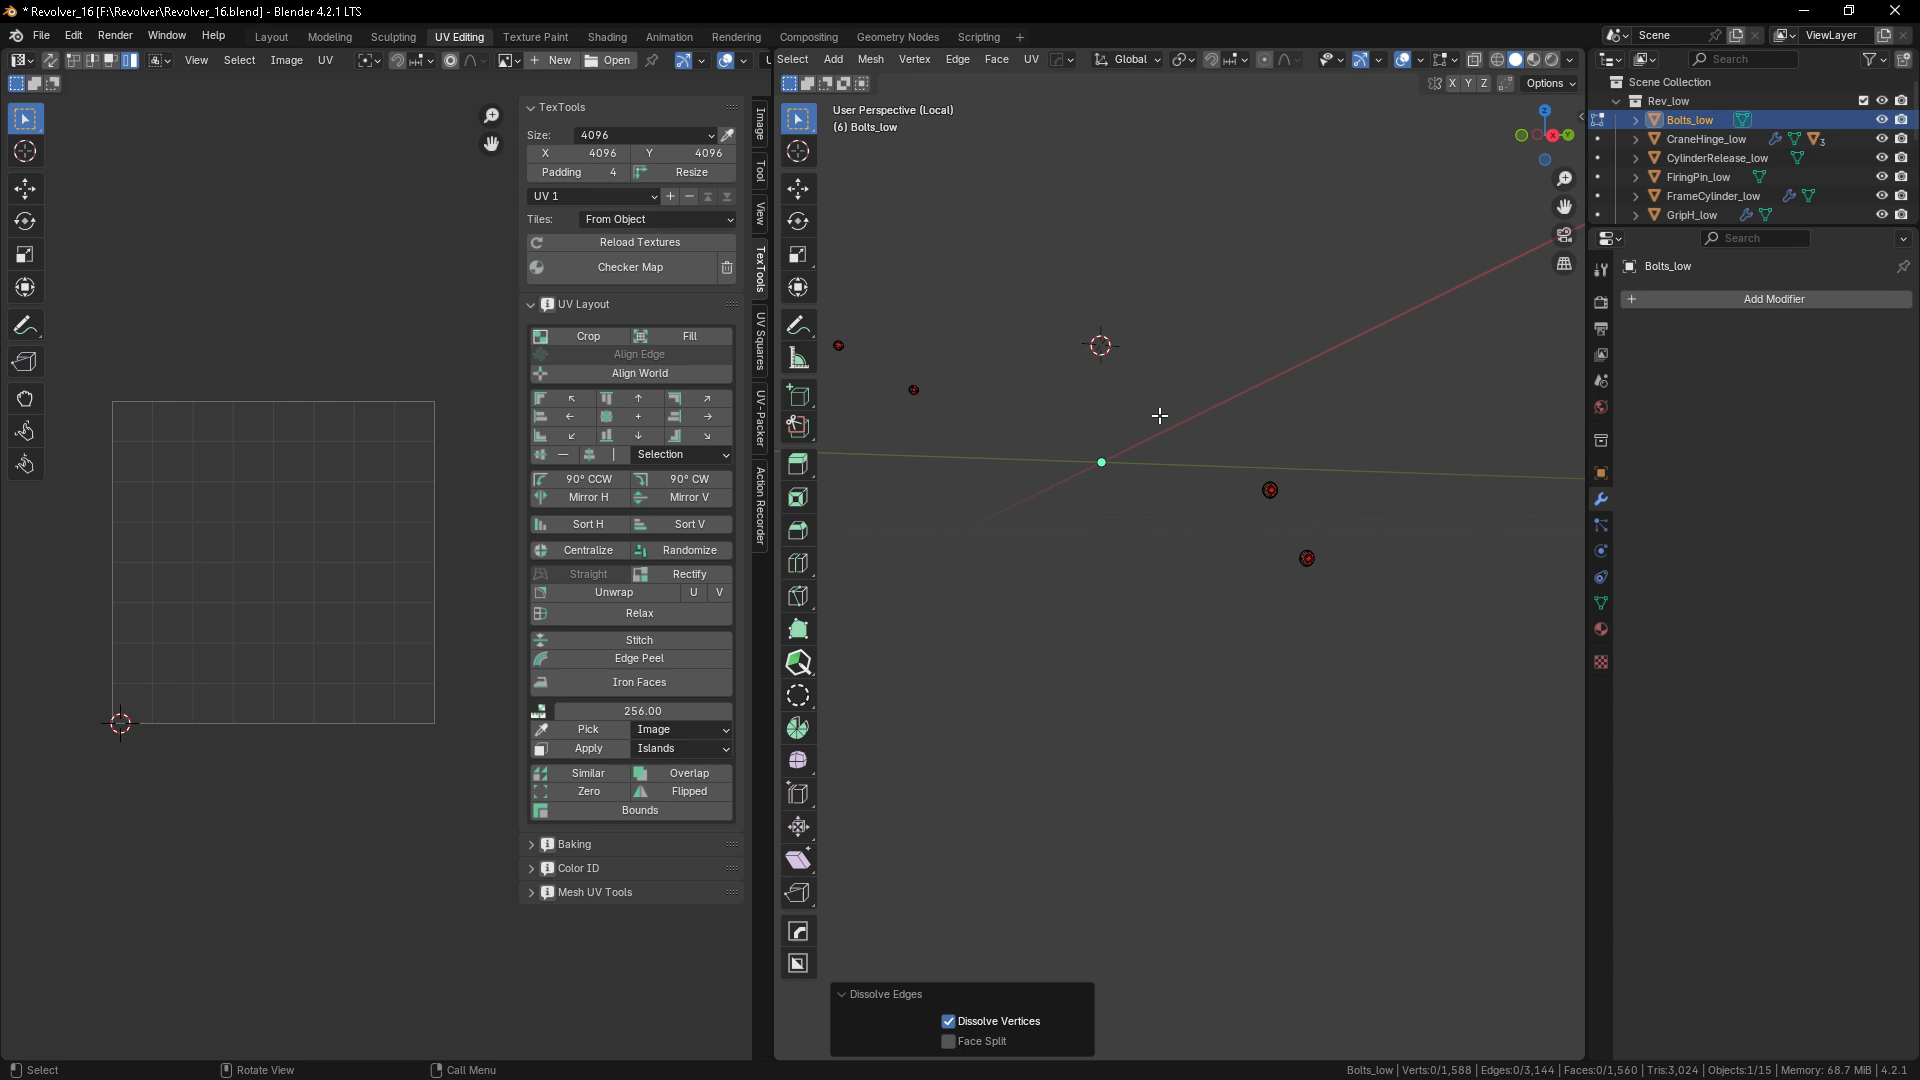 * Revolver_16 [F:\Revolver\Revolver_16.blend] - Blender 4.2.1 LTS
File Edit Render Window Help Layout Modeling Sculpting UV Editing Texture Paint Shading Animation Rendering Compositing Geometry Nodes Scripting + Scene ViewLayer
View Select Image UV New Open Select Add Mesh Vertex Edge Face UV Global Search
X Y Z Options
Scene Collection
Rev_low
Bolts_low
CraneHinge_low 3
CylinderRelease_low
FiringPin_low
FrameCylinder_low
GripH_low
Search
Bolts_low
Add Modifier
TexTools
Size: 4096
X 4096 Y 4096
Padding 4 Resize
UV 1
Tiles: From Object
Reload Textures
Checker Map
UV Layout
Crop Fill
Align Edge
Align World
Selection
90° CCW 90° CW
Mirror H Mirror V
Sort H Sort V
Centralize Randomize
Straight Rectify
Unwrap U V
Relax
Stitch
Edge Peel
Iron Faces
256.00
Pick Image
Apply Islands
Similar Overlap
Zero Flipped
Bounds
Baking
Color ID
Mesh UV Tools
Image
Tool
View
TexTools
UV Squares
UV-Packer
Action Recorder
User Perspective (Local)
(6) Bolts_low
Z
X
Y
Dissolve Edges
Dissolve Vertices
Face Split
Select Rotate View Call Menu Bolts_low | Verts:0/1,588 | Edges:0/3,144 | Faces:0/1,560 | Tris:3,024 | Objects:1/15 | Memory: 68.7 MiB | 4.2.1